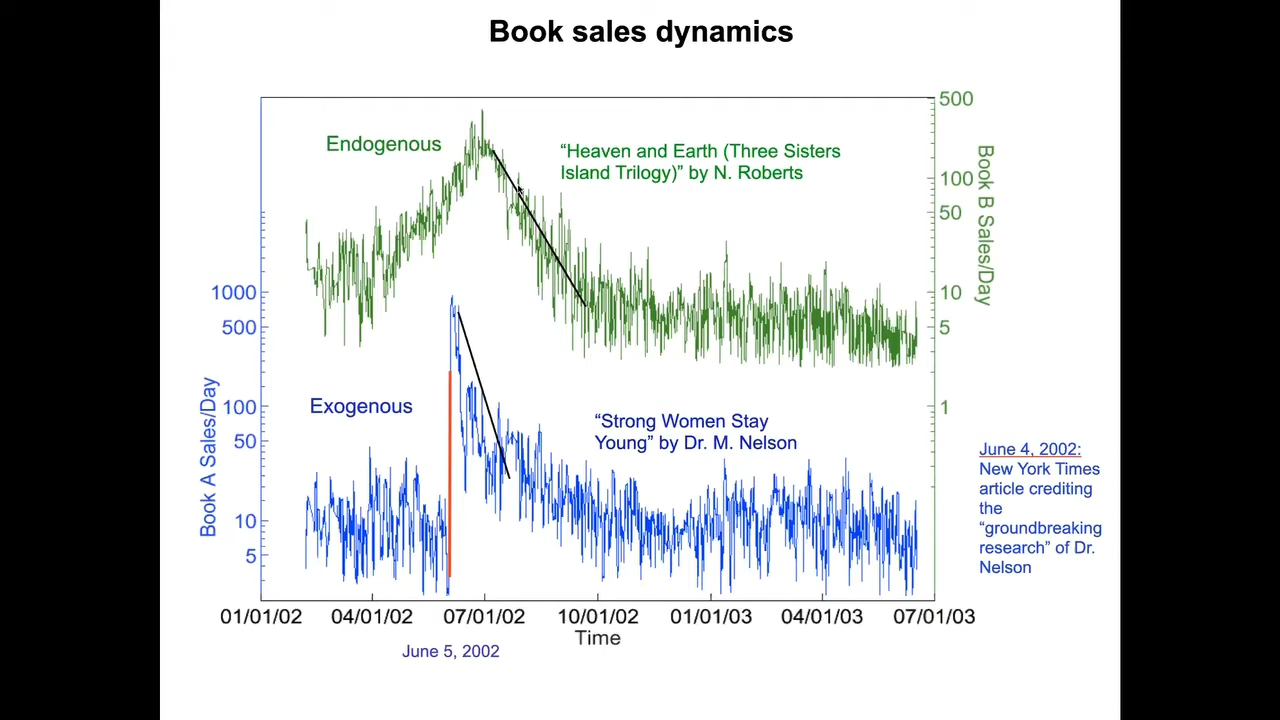 Book sales dynamics
Endogenous
“Heaven and Earth (Three Sisters
Island Trilogy)” by N. Roberts
500
100
50
10
5
1
Book B Sales/Day
1000
500
100
50
10
5
Book A Sales/Day
Exogenous
“Strong Women Stay
Young” by Dr. M. Nelson
June 4, 2002:
New York Times
article crediting
the
“groundbreaking
research” of Dr.
Nelson
01/01/02 04/01/02 07/01/02 10/01/02 01/01/03 04/01/03 07/01/03
Time
June 5, 2002